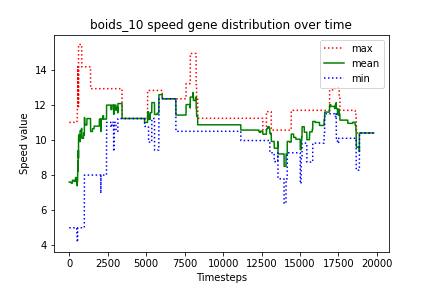 boids_10 speed gene distribution over time
max
mean
min
Speed value
14
12
10
8
6
4
0 2500 5000 7500 10000 12500 15000 17500 20000
Timesteps